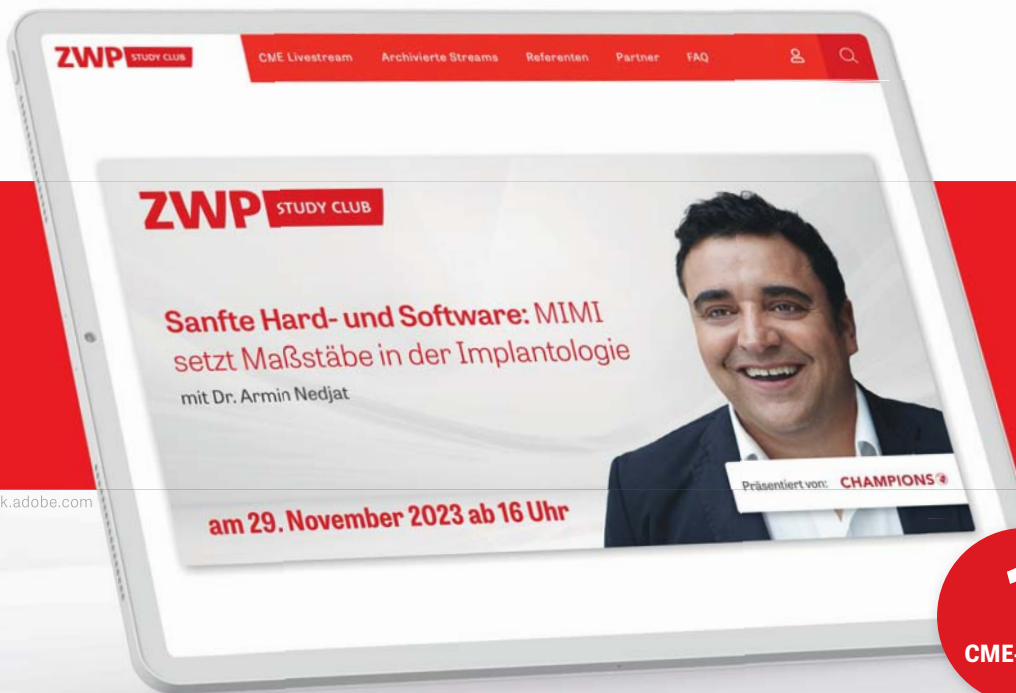 ZWP STUDY CLUB
CME Livestream Archivierte Streams Referenten Partner FAQ
ZWP STUDY CLUB
Sanfte Hard- und Software: MIMI
setzt Maßstäbe in der Implantologie
mit Dr. Armin Nedjat
Präsentiert von: CHAMPIONS
am 29. November 2023 ab 16 Uhr
k.adobe.com
CME-